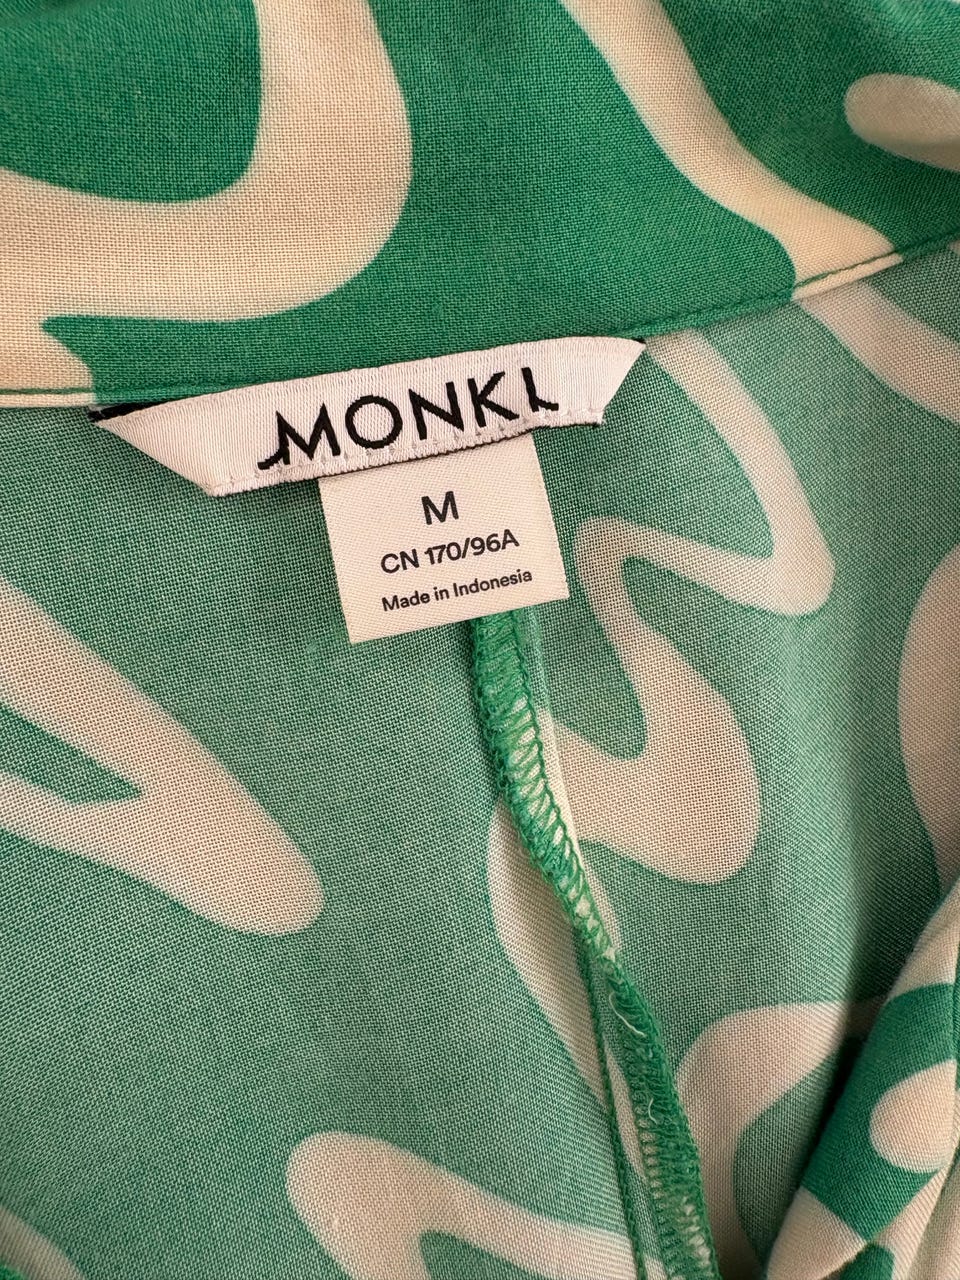 MONKI
M
CN 170/96A
Made in Indonesia